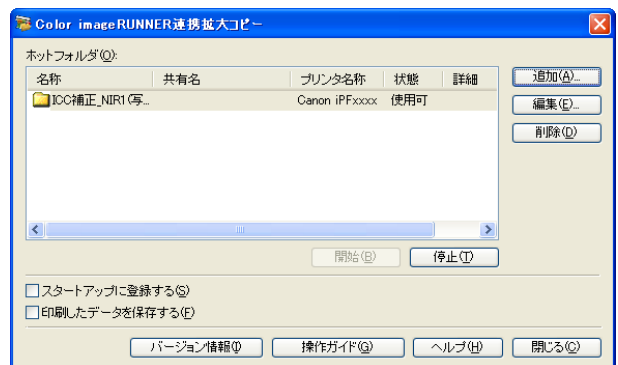 Color imageRUNNER連携拡大コピー
ホットフォルダ(O):
名称 共有名 プリンタ名称 状態 詳細
ICC補正_NIR1(写... Canon iPFxxxx 使用可
追加(A)...
編集(E)...
削除(D)
開始(B) 停止(T)
スタートアップに登録する(S)
印刷したデータを保存する(F)
バージョン情報(I) 操作ガイド(G) ヘルプ(H) 閉じる(C)